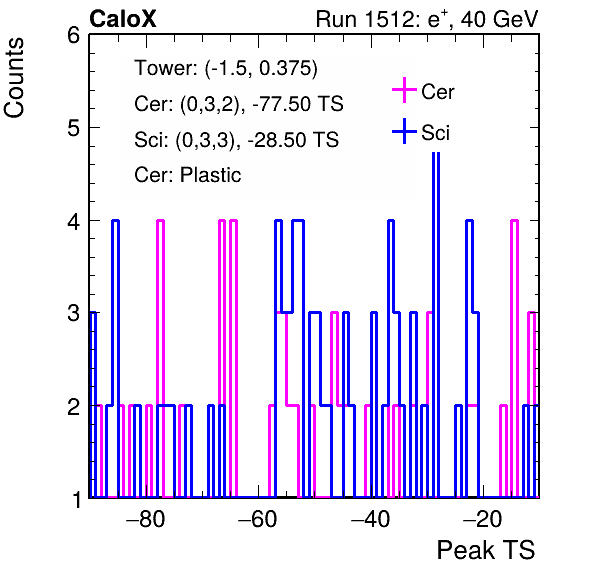 CaloX Run 1512: e+, 40 GeV
Counts
6
Tower: (-1.5, 0.375)
Cer: (0,3,2), -77.50 TS
Cer
5
Sci
Sci: (0,3,3), -28.50 TS
Cer: Plastic
4
3
2
1
−80 −60 −40 −20
Peak TS